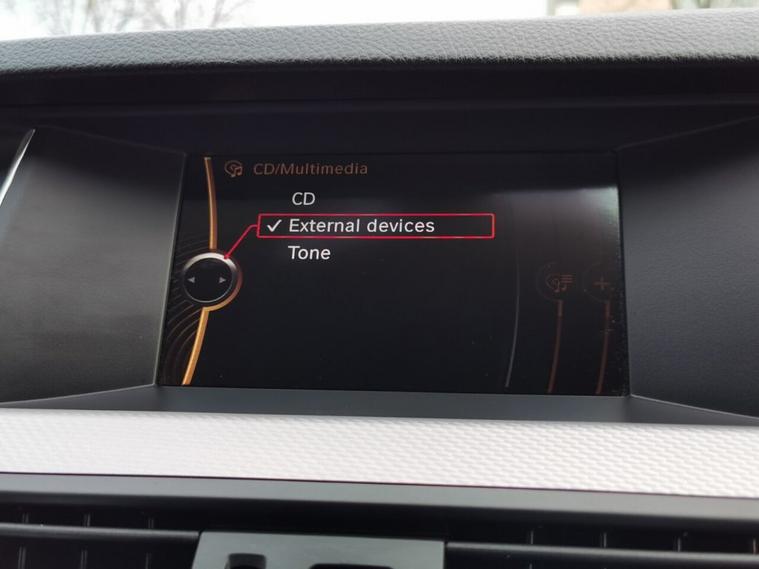 CD/Multimedia
CD
External devices
Tone